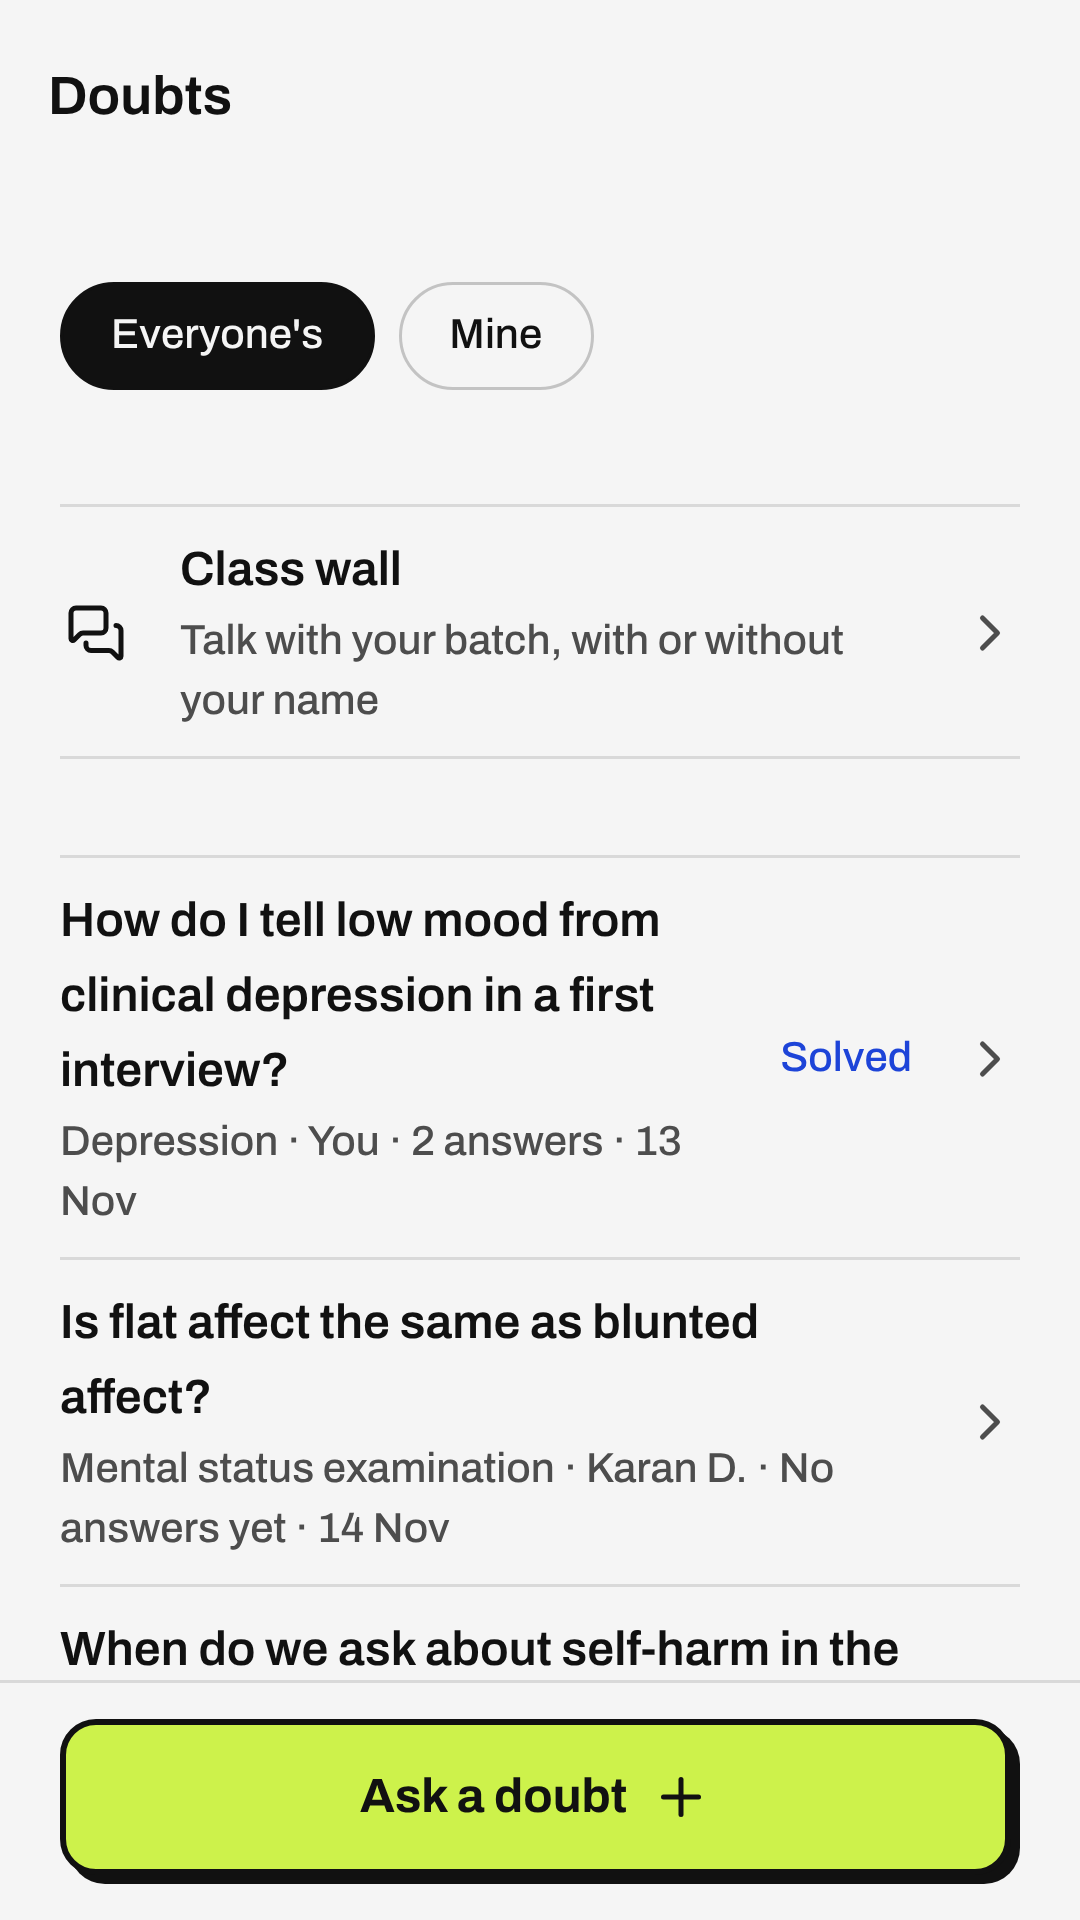 Doubts
Everyone's
Mine
Class wall
Talk with your batch, with or without
your name
How do I tell low mood from
clinical depression in a first
interview?
Solved
Depression · You · 2 answers · 13
Nov
Is flat affect the same as blunted
affect?
Mental status examination · Karan D. · No
answers yet · 14 Nov
When do we ask about self-harm in the
Ask a doubt